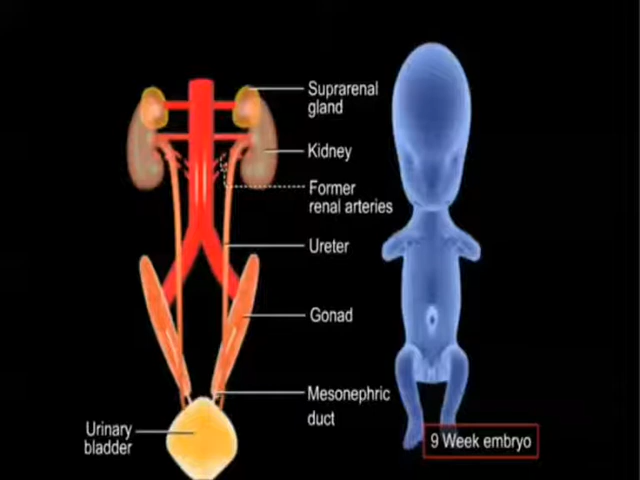 Suprarenal
gland
Kidney
Former
renal arteries
Ureter
Gonad
Mesonephric
duct
Urinary
bladder
9 Week embryo